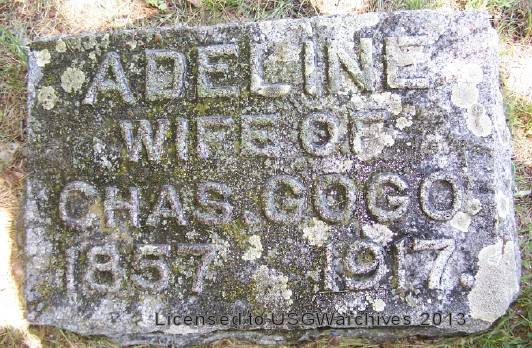 ADELINE
WIFE OF
CHAS. GOGO
1857 1917.
Licensed to USGWarchives 2013